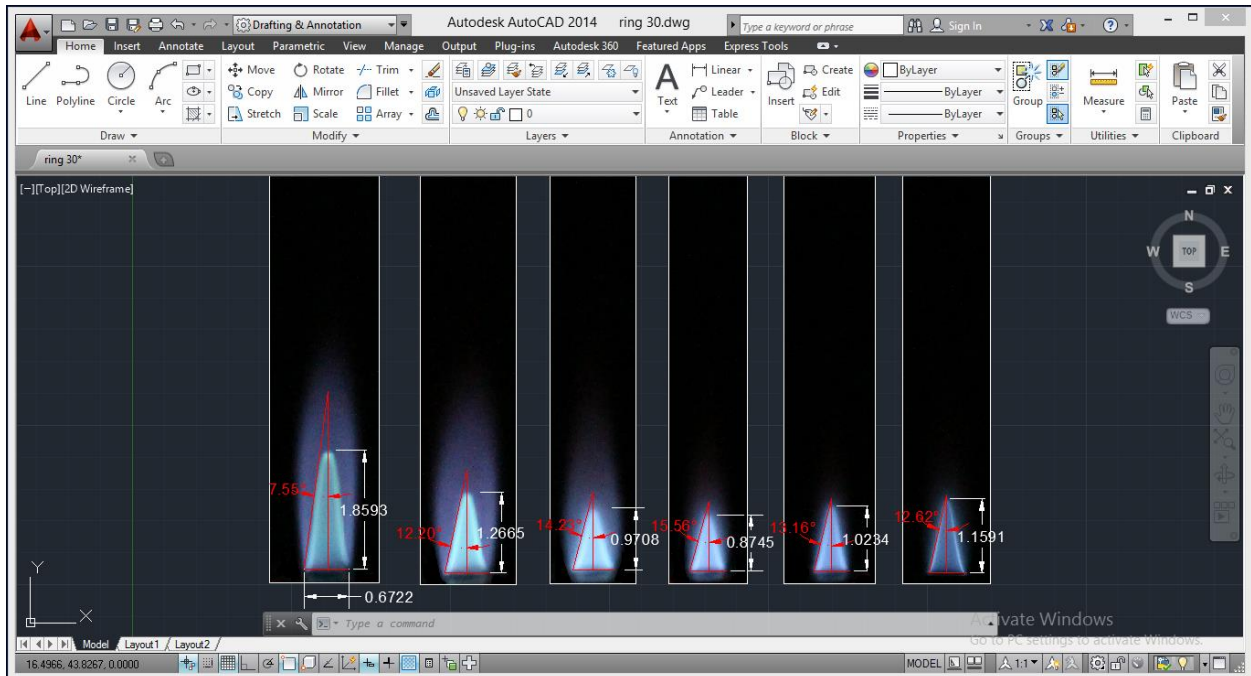 Drafting & Annotation
Autodesk AutoCAD 2014 ring 30.dwg
Type a keyword or phrase
Sign In
Home Insert Annotate Layout Parametric View Manage Output Plug-ins Autodesk 360 Featured Apps Express Tools
Line Polyline Circle Arc
Move Rotate Trim
Copy Mirror Fillet
Stretch Scale Array
Unsaved Layer State
0
Text
Linear
Leader
Table
Insert
Create
Edit
ByLayer
ByLayer
ByLayer
Group
Measure
Paste
Draw Modify Layers Annotation Block Properties Groups Utilities Clipboard
ring 30*
[−][Top][2D Wireframe]
N
W TOP E
S
WCS
7.55°
1.8593
12.20°
1.2665
14.22°
0.9708
15.56°
0.8745
13.16°
1.0234
12.62°
1.1591
0.6722
Y
X
Type a command
Activate Windows
Go to PC settings to activate Windows.
Model Layout1 Layout2
16.4966, 43.8267, 0.0000
MODEL
1:1